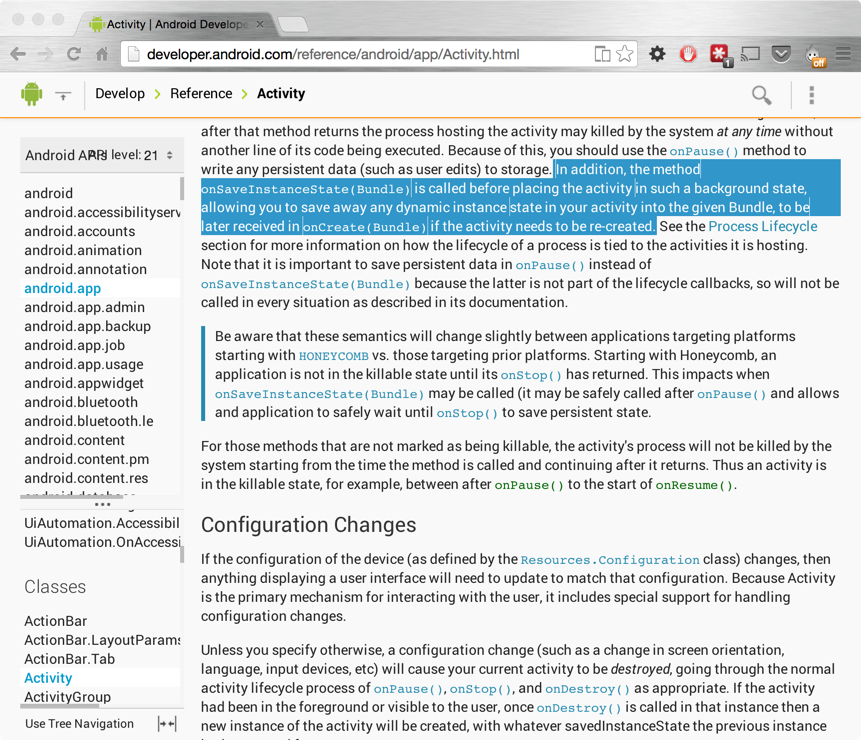 Activity | Android Develope
developer.android.com/reference/android/app/Activity.html
1
off
Develop > Reference > Activity
Android APIs
API level: 21
android
android.accessibilityserv
android.accounts
android.animation
android.annotation
android.app
android.app.admin
android.app.backup
android.app.job
android.app.usage
android.appwidget
android.bluetooth
android.bluetooth.le
android.content
android.content.pm
android.content.res
android.database
UiAutomation.Accessibil
UiAutomation.OnAccessi
Classes
ActionBar
ActionBar.LayoutParams
ActionBar.Tab
Activity
ActivityGroup
Use Tree Navigation
after that method returns the process hosting the activity may killed by the system at any time without
another line of its code being executed. Because of this, you should use the onPause() method to
write any persistent data (such as user edits) to storage. In addition, the method
onSaveInstanceState(Bundle) is called before placing the activity in such a background state,
allowing you to save away any dynamic instance state in your activity into the given Bundle, to be
later received in onCreate(Bundle) if the activity needs to be re-created. See the Process Lifecycle
section for more information on how the lifecycle of a process is tied to the activities it is hosting.
Note that it is important to save persistent data in onPause() instead of
onSaveInstanceState(Bundle) because the latter is not part of the lifecycle callbacks, so will not be
called in every situation as described in its documentation.
Be aware that these semantics will change slightly between applications targeting platforms
starting with HONEYCOMB vs. those targeting prior platforms. Starting with Honeycomb, an
application is not in the killable state until its onStop() has returned. This impacts when
onSaveInstanceState(Bundle) may be called (it may be safely called after onPause() and allows
and application to safely wait until onStop() to save persistent state.
For those methods that are not marked as being killable, the activity's process will not be killed by the
system starting from the time the method is called and continuing after it returns. Thus an activity is
in the killable state, for example, between after onPause() to the start of onResume().
Configuration Changes
If the configuration of the device (as defined by the Resources.Configuration class) changes, then
anything displaying a user interface will need to update to match that configuration. Because Activity
is the primary mechanism for interacting with the user, it includes special support for handling
configuration changes.
Unless you specify otherwise, a configuration change (such as a change in screen orientation,
language, input devices, etc) will cause your current activity to be destroyed, going through the normal
activity lifecycle process of onPause(), onStop(), and onDestroy() as appropriate. If the activity
had been in the foreground or visible to the user, once onDestroy() is called in that instance then a
new instance of the activity will be created, with whatever savedInstanceState the previous instance